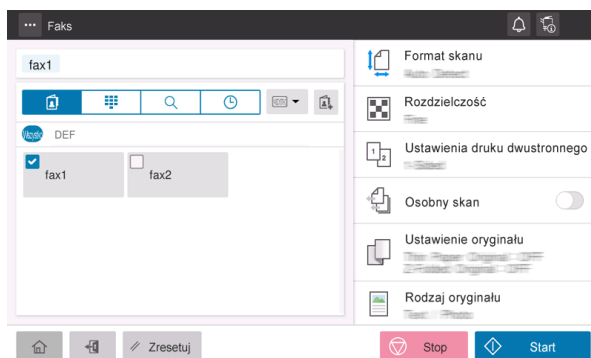 Faks
fax1
Wszystko DEF
fax1
fax2
Format skanu
Rozdzielczość
Ustawienia druku dwustronnego
Osobny skan
Ustawienie oryginału
Rodzaj oryginału
Zresetuj
Stop
Start